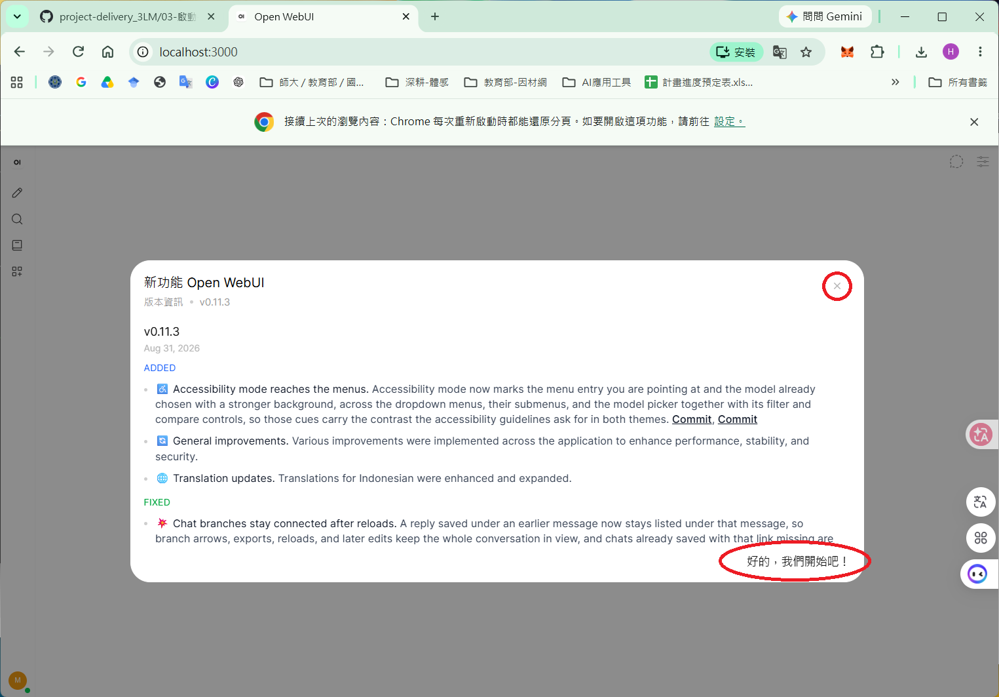 project-delivery_3LM/03-啟動
Open WebUI
問問 Gemini
localhost:3000
安裝
H
師大 / 教育部 / 國...
深耕-體感
教育部-因材網
AI應用工具
計畫進度預定表.xls...
所有書籤
接續上次的瀏覽內容：Chrome 每次重新啟動時都能還原分頁。如要開啟這項功能，請前往 設定。
OI
新功能 Open WebUI
版本資訊 • v0.11.3
v0.11.3
Aug 31, 2026
ADDED
Accessibility mode reaches the menus. Accessibility mode now marks the menu entry you are pointing at and the model already
chosen with a stronger background, across the dropdown menus, their submenus, and the model picker together with its filter and
compare controls, so those cues carry the contrast the accessibility guidelines ask for in both themes. Commit, Commit
General improvements. Various improvements were implemented across the application to enhance performance, stability, and
security.
Translation updates. Translations for Indonesian were enhanced and expanded.
FIXED
Chat branches stay connected after reloads. A reply saved under an earlier message now stays listed under that message, so
branch arrows, exports, reloads, and later edits keep the whole conversation in view, and chats already saved with that link missing are
好的，我們開始吧！
M